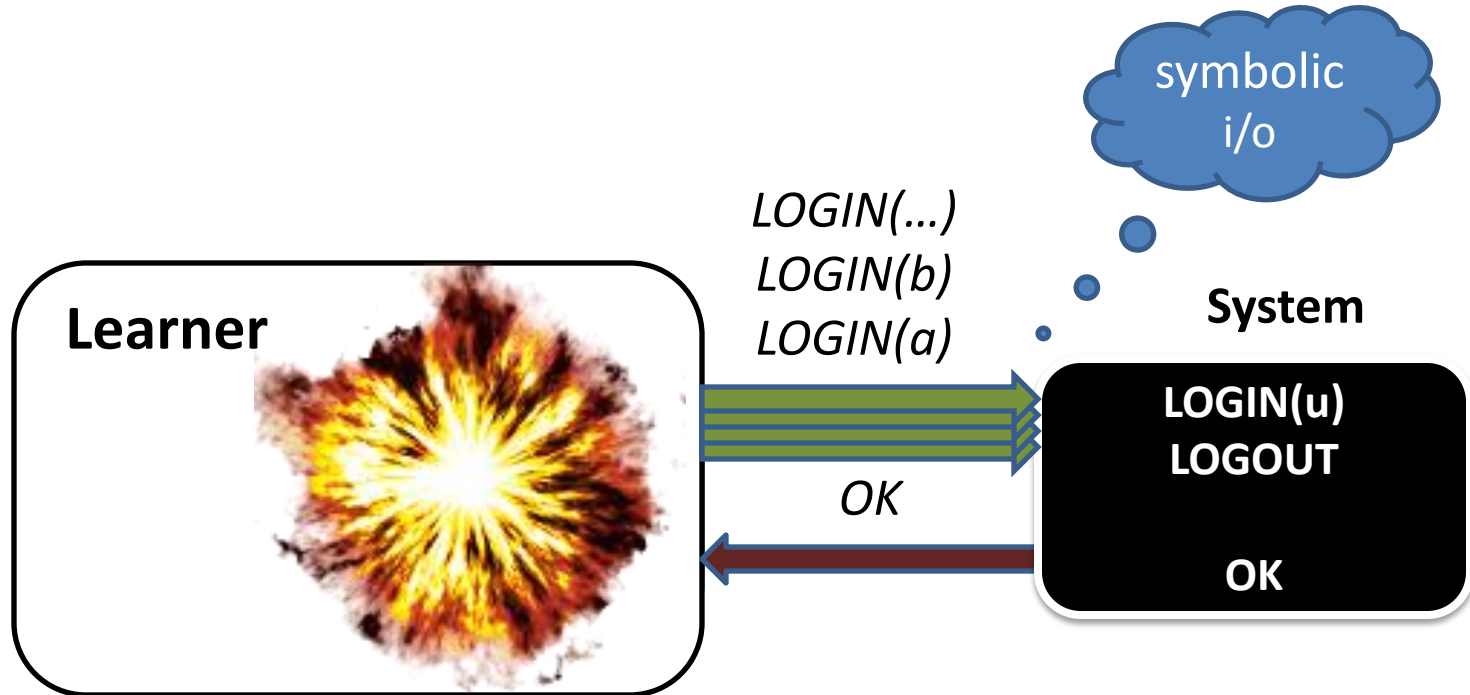 symbolic
i/o
LOGIN(...)
LOGIN(b)
LOGIN(a)
System
Learner
LOGIN(u)
LOGOUT
OK
OK